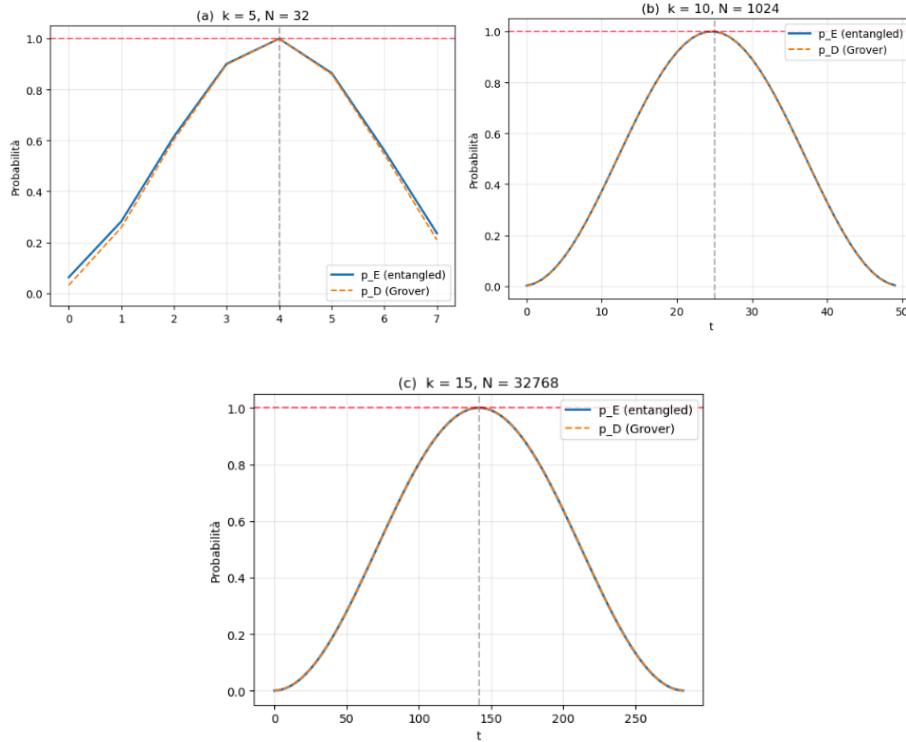 (a) k = 5, N = 32
Probabilità
1.0
0.8
0.6
0.4
0.2
0.0
p_E (entangled)
p_D (Grover)
0 1 2 3 4 5 6 7
(b) k = 10, N = 1024
Probabilità
1.0
0.8
0.6
0.4
0.2
0.0
p_E (entangled)
p_D (Grover)
0 10 20 30 40 50
t
(c) k = 15, N = 32768
Probabilità
1.0
0.8
0.6
0.4
0.2
0.0
p_E (entangled)
p_D (Grover)
0 50 100 150 200 250
t